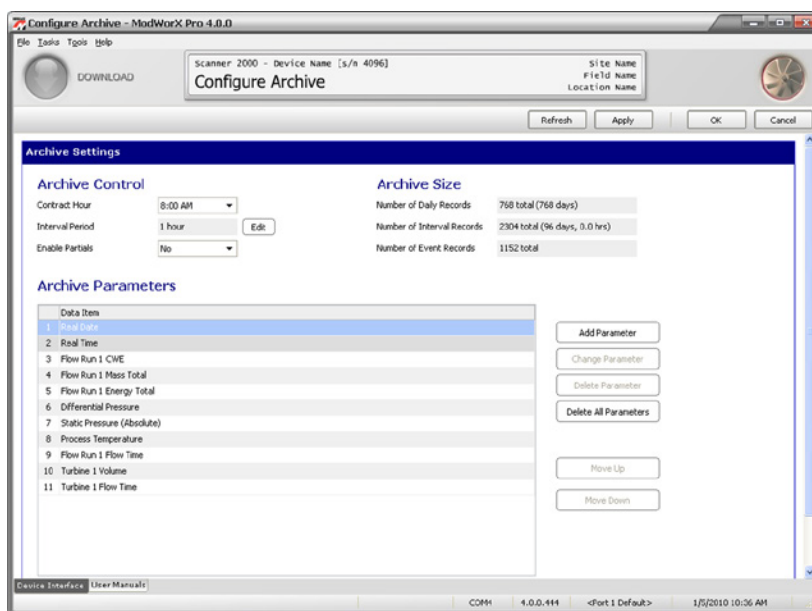 Configure Archive - ModWorX Pro 4.0.0
File Tasks Tools Help
DOWNLOAD
Scanner 2000 - Device Name [s/n 4096]
Configure Archive
Site Name
Field Name
Location Name
Refresh
Apply
OK
Cancel
Archive Settings
Archive Control
Contract Hour
8:00 AM
Interval Period
1 hour
Edit
Enable Partials
No
Archive Size
Number of Daily Records
768 total (768 days)
Number of Interval Records
2304 total (96 days, 0.0 hrs)
Number of Event Records
1152 total
Archive Parameters
Data Item
1 Real Date
2 Real Time
3 Flow Run 1 CWE
4 Flow Run 1 Mass Total
5 Flow Run 1 Energy Total
6 Differential Pressure
7 Static Pressure (Absolute)
8 Process Temperature
9 Flow Run 1 Flow Time
10 Turbine 1 Volume
11 Turbine 1 Flow Time
Add Parameter
Change Parameter
Delete Parameter
Delete All Parameters
Move Up
Move Down
Device Interface User Manuals
COM4 4.0.0.444 <Port 1 Default> 1/5/2010 10:36 AM